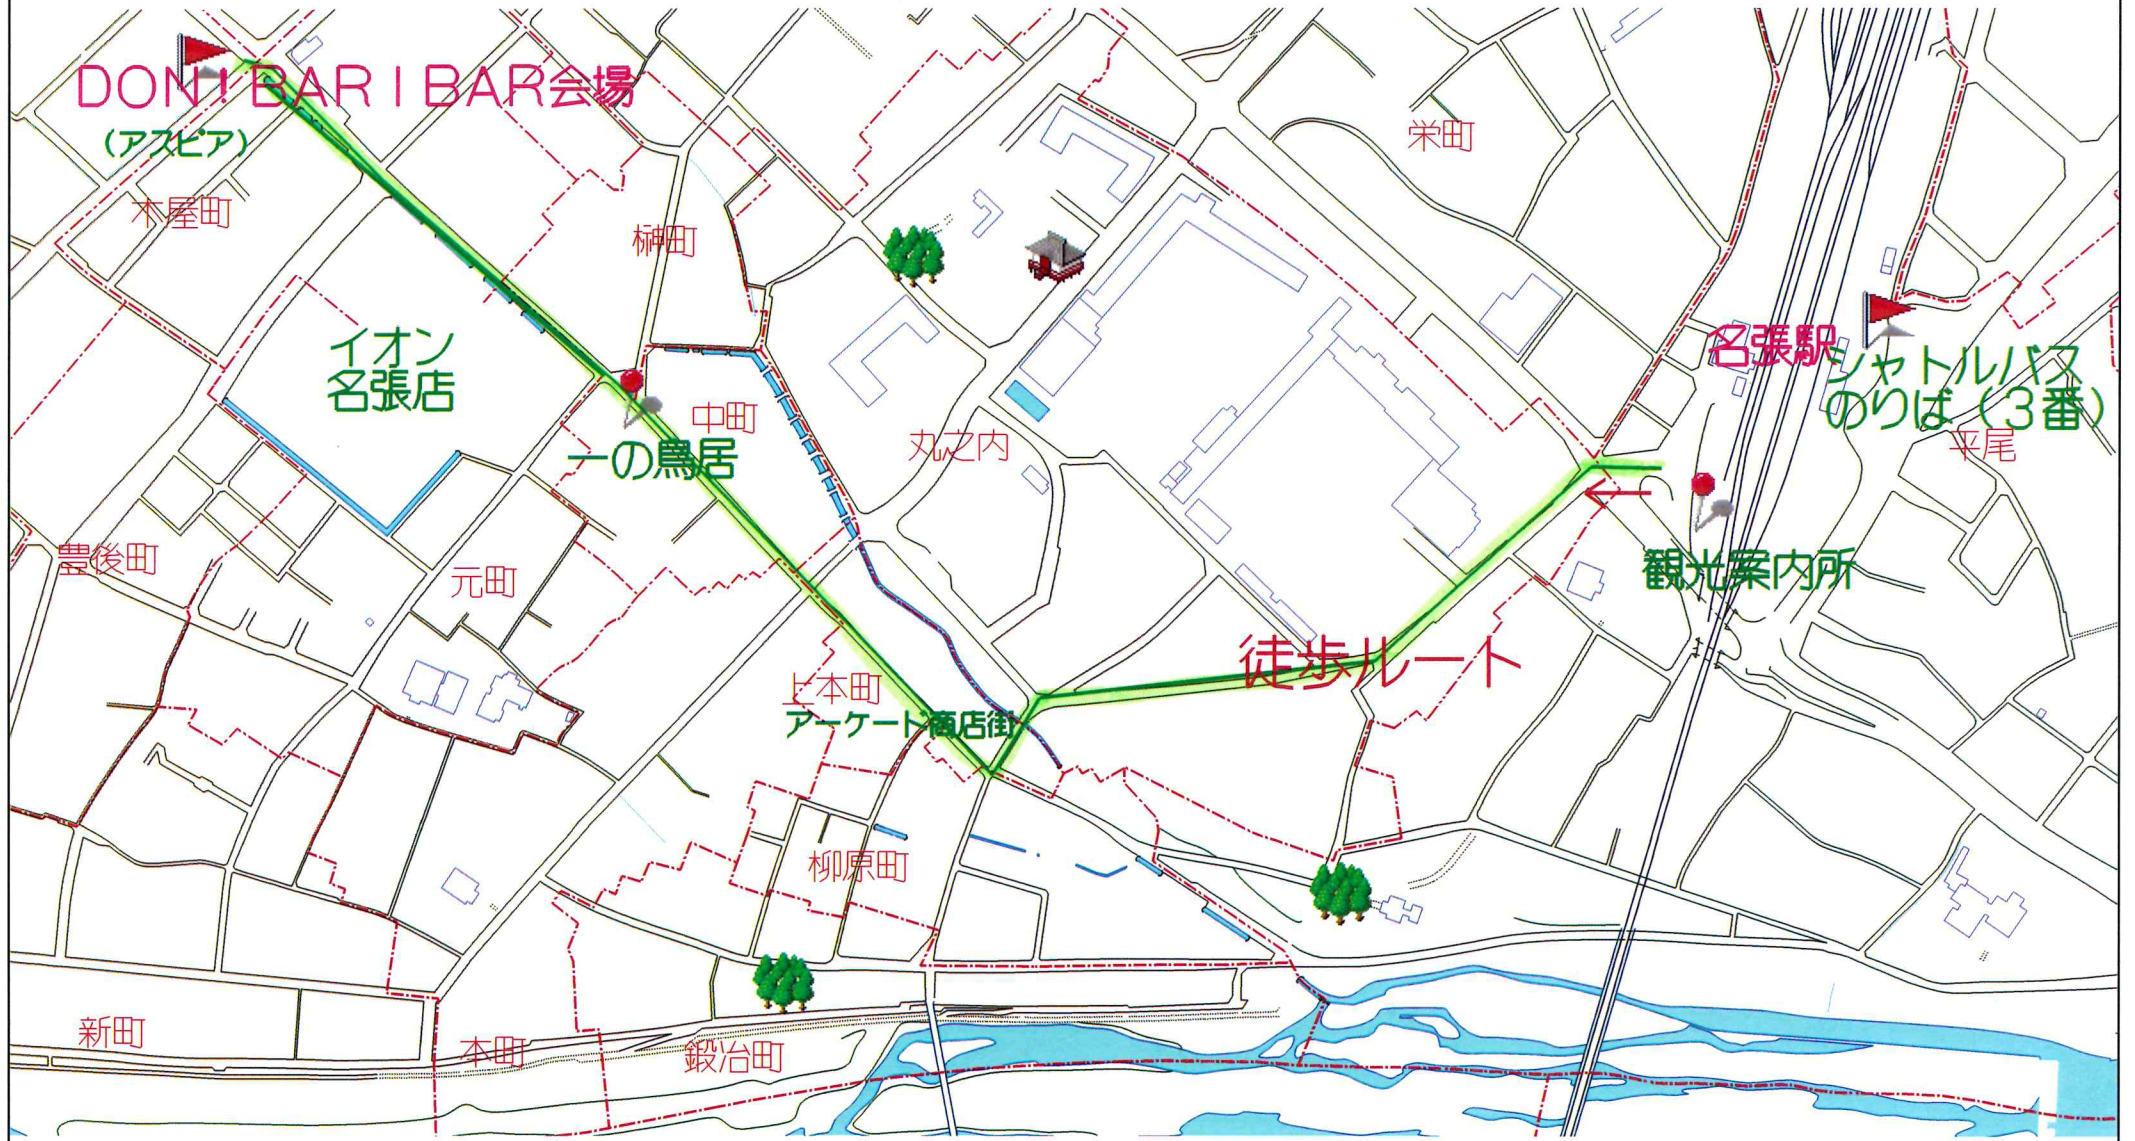 DON!BARIBAR会場
(アスピア)
栄町
木屋町
榊町
イオン
名張店
名張駅
シャトルバス
のりば(3番)
中町
一の鳥居
丸之内
平尾
豊後町
元町
観光案内所
徒歩ルート
上本町
アーケード商店街
柳原町
新町
本町
鍛冶町